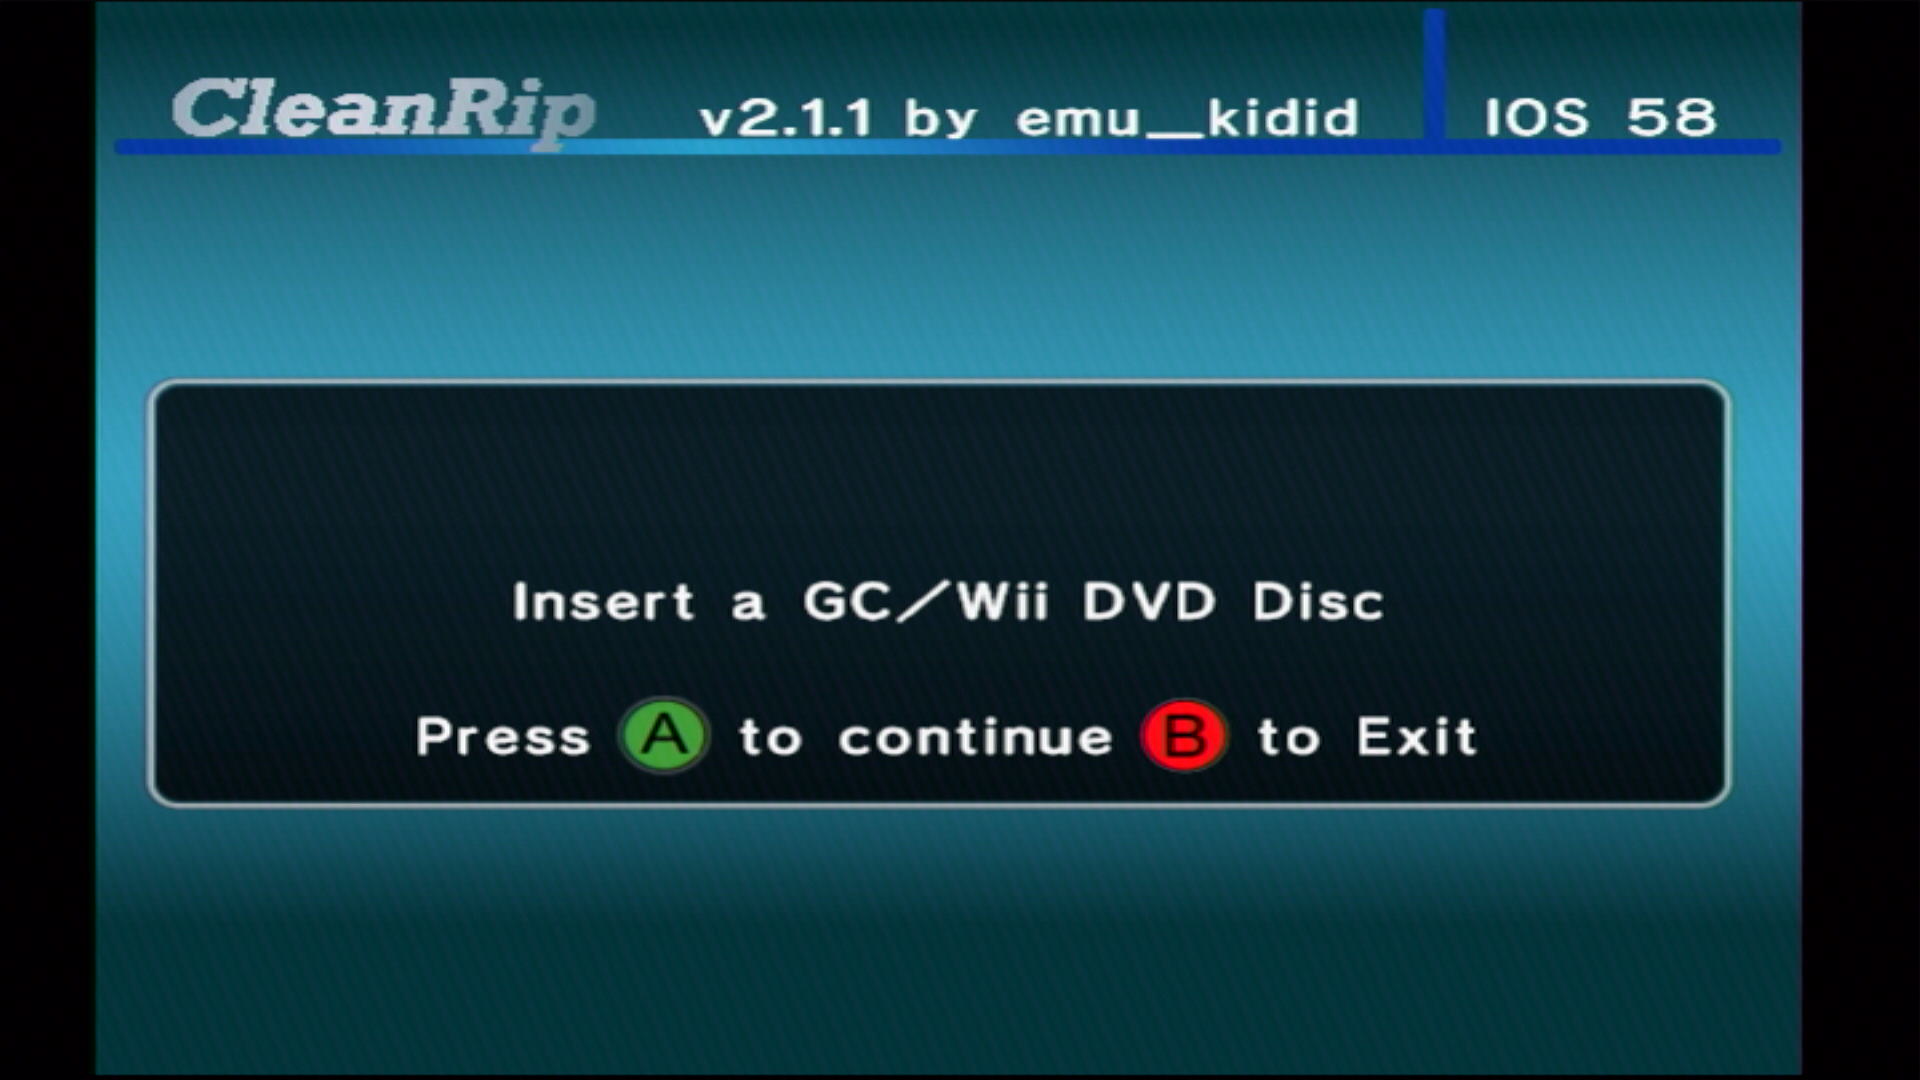 CleanRip v2.1.1 by emu_kidid IOS 58
Insert a GC/Wii DVD Disc
Press A to continue B to Exit